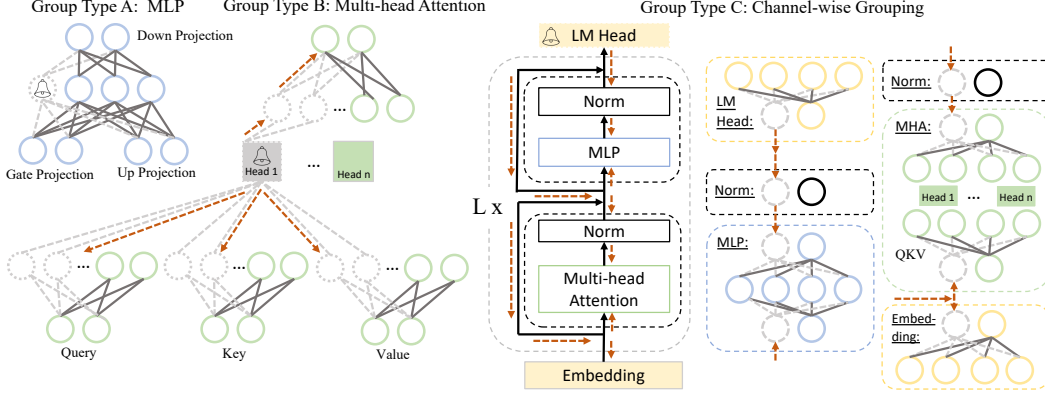 Group Type A: MLP
Group Type B: Multi-head Attention
Group Type C: Channel-wise Grouping
Down Projection
Gate Projection
Up Projection
...
Head 1
...
Head n
...
...
...
Query
Key
Value
LM Head
Norm
MLP
L x
Norm
Multi-head
Attention
Embedding
LM
Head:
Norm:
MLP:
Norm:
MHA:
Head 1
...
Head n
QKV
Embed-
ding: